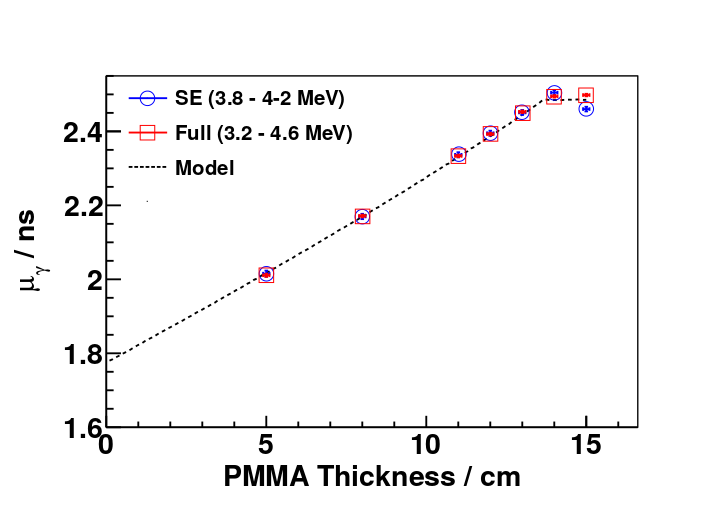 SE (3.8 - 4-2 MeV)
Full (3.2 - 4.6 MeV)
Model
2.4
2.2
2
1.8
1.6
0
5
10
15
μγ / ns
PMMA Thickness / cm